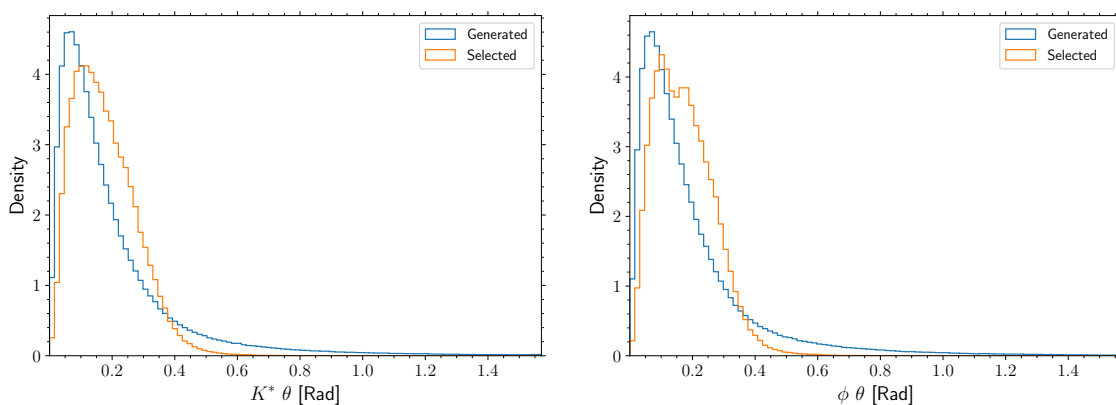 Generated
Selected
Density
4
3
2
1
0
0.2 0.4 0.6 0.8 1.0 1.2 1.4
K* θ [Rad]
Generated
Selected
Density
4
3
2
1
0
0.2 0.4 0.6 0.8 1.0 1.2 1.4
ϕ θ [Rad]